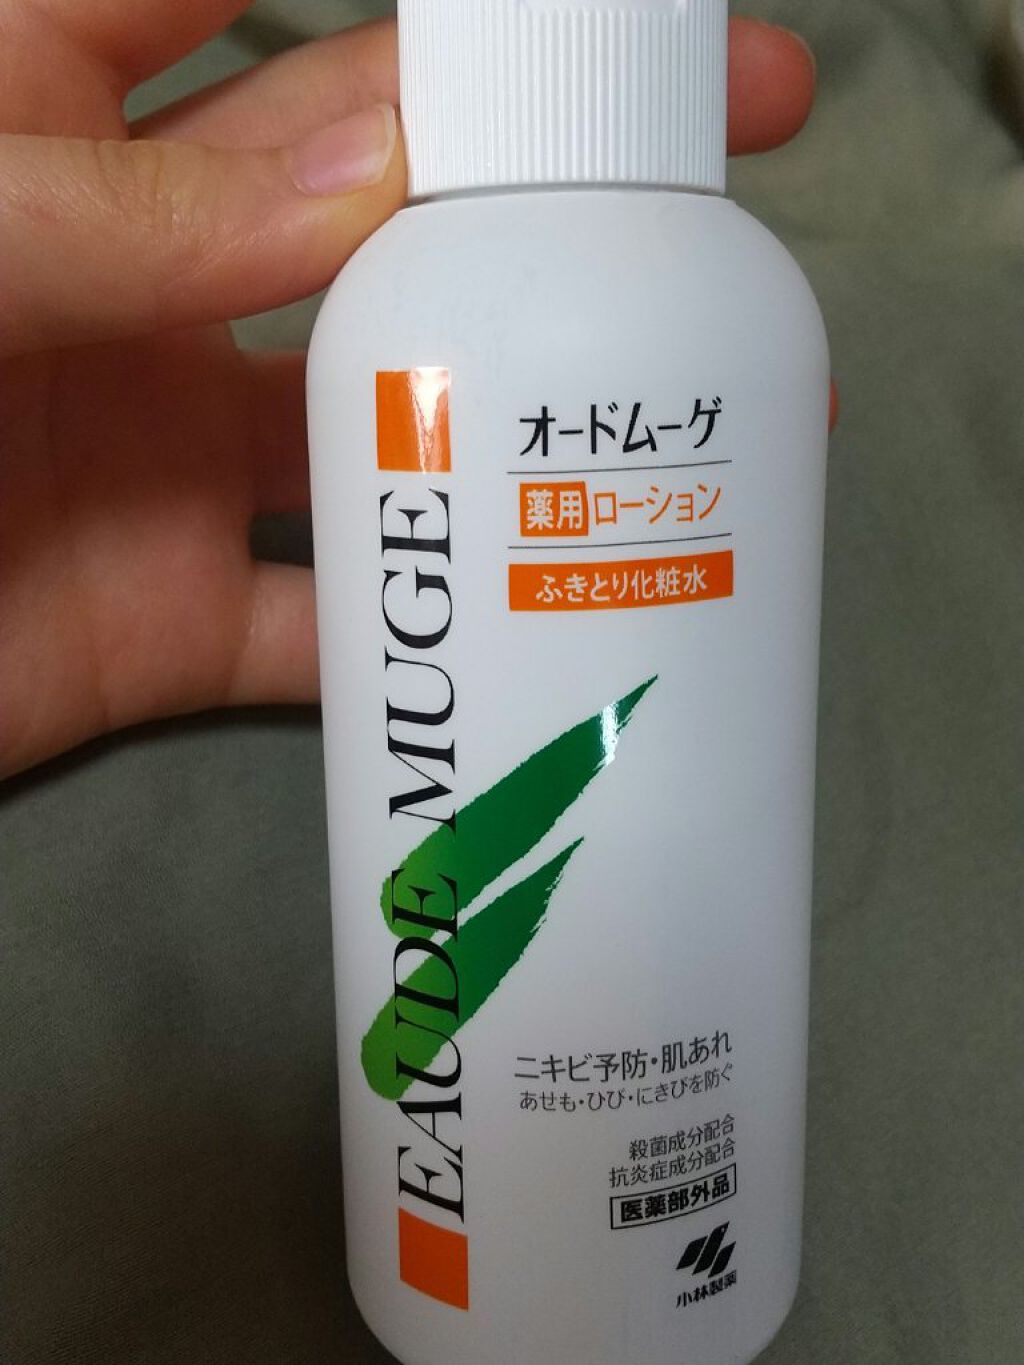 オードムーゲ
薬用ローション
ふきとり化粧水
EAUDE MUGE
ニキビ予防・肌あれ
あせも・ひび・にきびを防ぐ
殺菌成分配合
抗炎症成分配合
医薬部外品
小林製薬